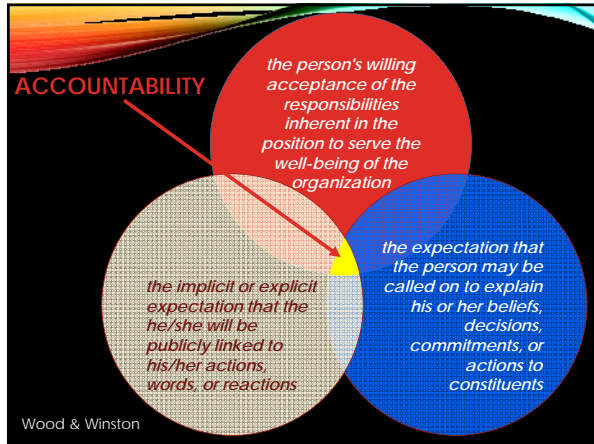 ACCOUNTABILITY
the person's willing
acceptance of the
responsibilities
inherent in the
position to serve the
well-being of the
organization
the implicit or explicit
expectation that the
he/she will be
publicly linked to
his/her actions,
words, or reactions
the expectation that
the person may be
called on to explain
his or her beliefs,
decisions,
commitments, or
actions to
constituents
Wood & Winston